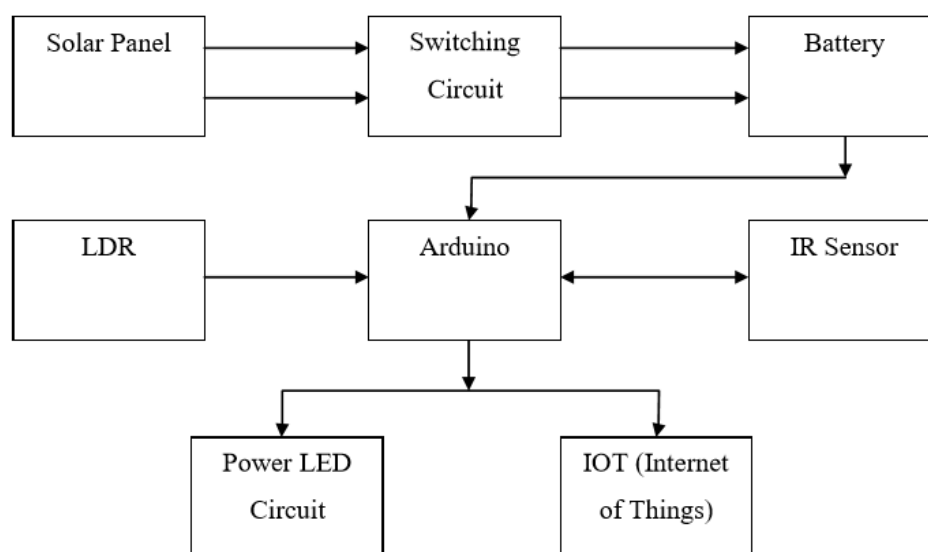 Solar Panel
Switching
Circuit
Battery
LDR
Arduino
IR Sensor
Power LED
Circuit
IOT (Internet
of Things)